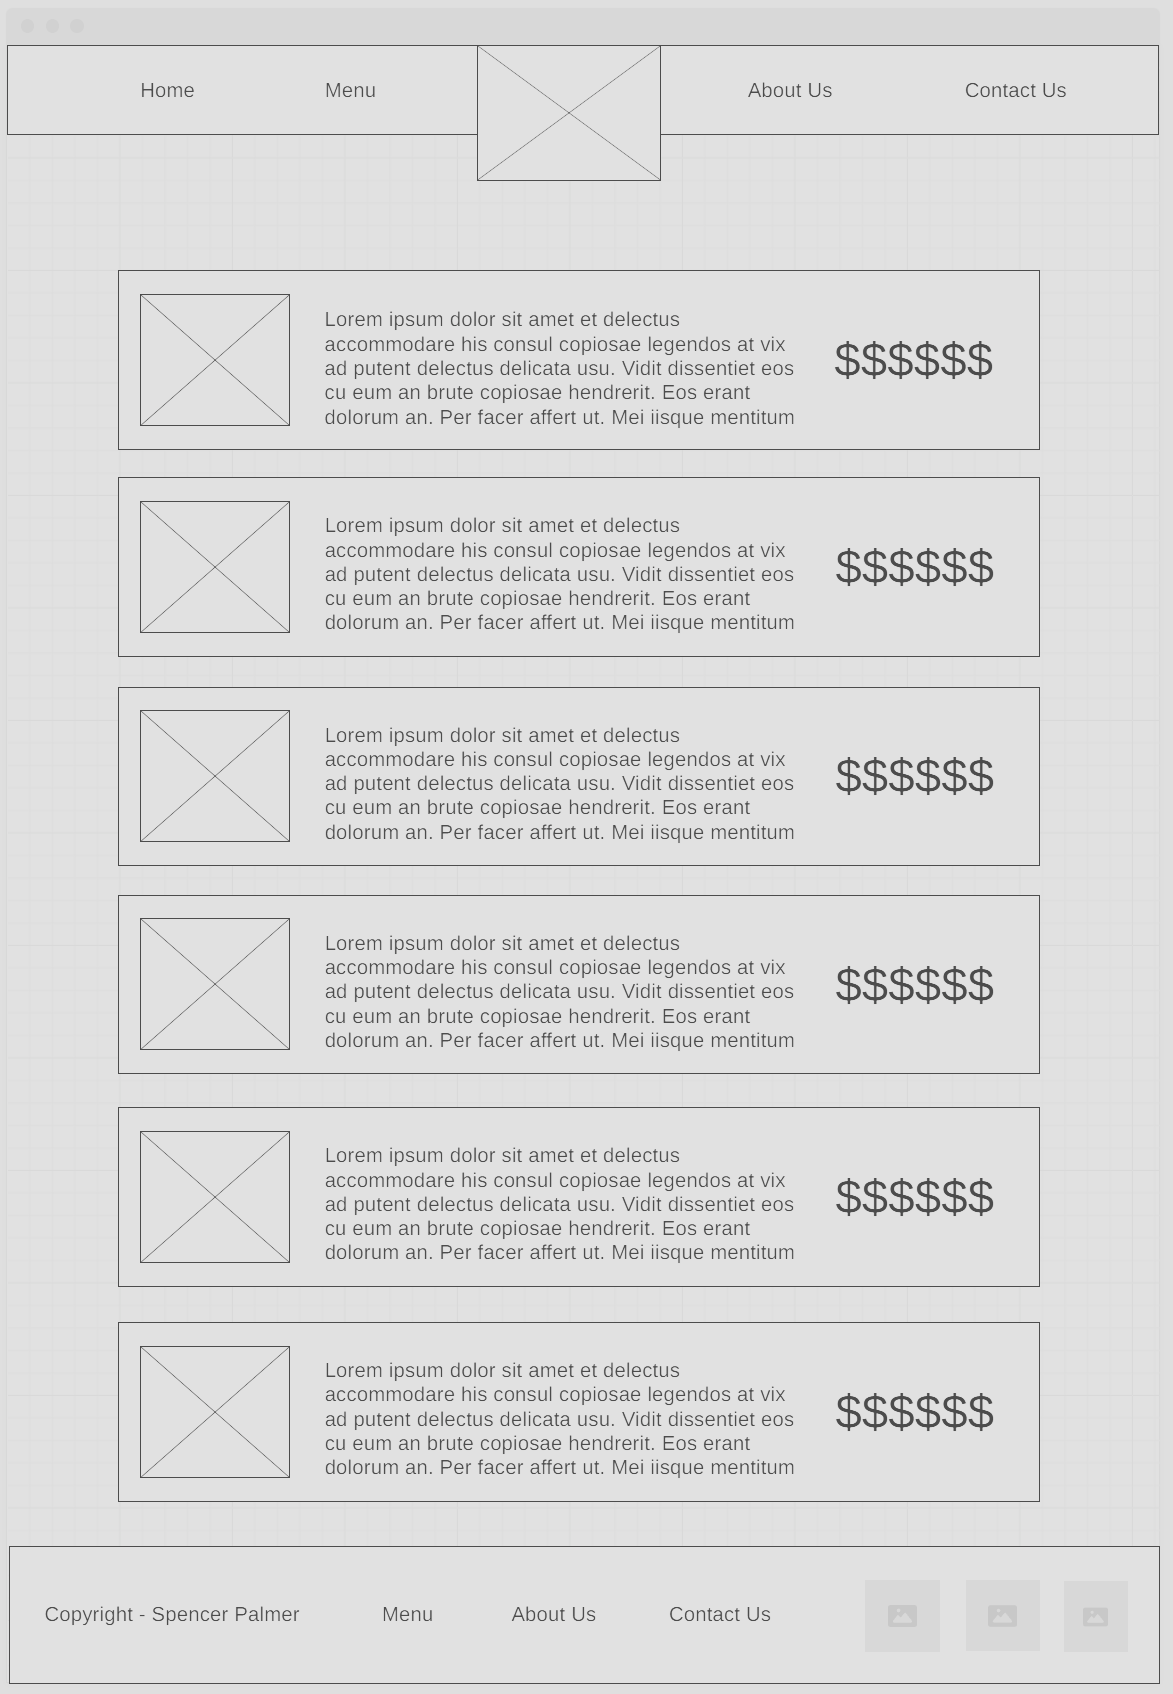 Home
Menu
About Us
Contact Us
Lorem ipsum dolor sit amet et delectus
accommodare his consul copiosae legendos at vix
ad putent delectus delicata usu. Vidit dissentiet eos
cu eum an brute copiosae hendrerit. Eos erant
dolorum an. Per facer affert ut. Mei iisque mentitum
$$$$$$
Lorem ipsum dolor sit amet et delectus
accommodare his consul copiosae legendos at vix
ad putent delectus delicata usu. Vidit dissentiet eos
cu eum an brute copiosae hendrerit. Eos erant
dolorum an. Per facer affert ut. Mei iisque mentitum
$$$$$$
Lorem ipsum dolor sit amet et delectus
accommodare his consul copiosae legendos at vix
ad putent delectus delicata usu. Vidit dissentiet eos
cu eum an brute copiosae hendrerit. Eos erant
dolorum an. Per facer affert ut. Mei iisque mentitum
$$$$$$
Lorem ipsum dolor sit amet et delectus
accommodare his consul copiosae legendos at vix
ad putent delectus delicata usu. Vidit dissentiet eos
cu eum an brute copiosae hendrerit. Eos erant
dolorum an. Per facer affert ut. Mei iisque mentitum
$$$$$$
Lorem ipsum dolor sit amet et delectus
accommodare his consul copiosae legendos at vix
ad putent delectus delicata usu. Vidit dissentiet eos
cu eum an brute copiosae hendrerit. Eos erant
dolorum an. Per facer affert ut. Mei iisque mentitum
$$$$$$
Lorem ipsum dolor sit amet et delectus
accommodare his consul copiosae legendos at vix
ad putent delectus delicata usu. Vidit dissentiet eos
cu eum an brute copiosae hendrerit. Eos erant
dolorum an. Per facer affert ut. Mei iisque mentitum
$$$$$$
Copyright - Spencer Palmer
Menu
About Us
Contact Us